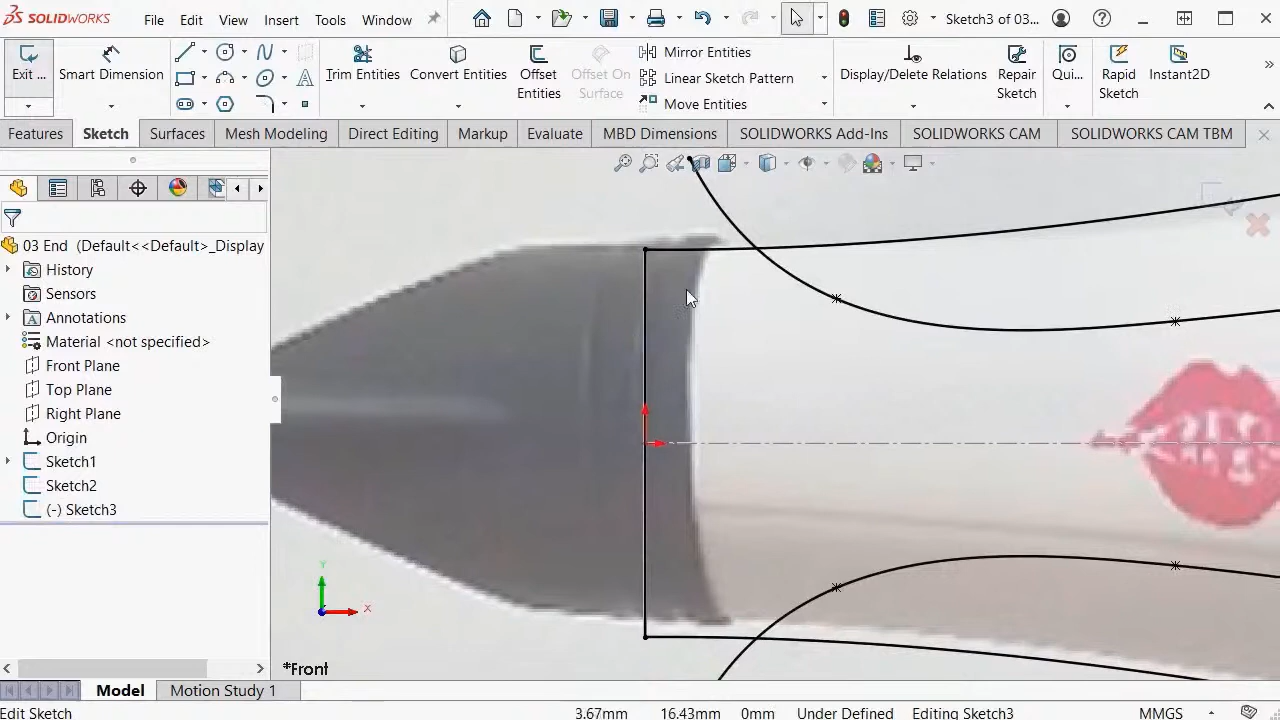 SOLIDWORKS File Edit View Insert Tools Window Sketch3 of 03...
Exit ... Smart Dimension Trim Entities Convert Entities Offset Entities Offset On Surface Mirror Entities Linear Sketch Pattern Move Entities Display/Delete Relations Repair Sketch Qui... Rapid Sketch Instant2D
Features Sketch Surfaces Mesh Modeling Direct Editing Markup Evaluate MBD Dimensions SOLIDWORKS Add-Ins SOLIDWORKS CAM SOLIDWORKS CAM TBM
03 End (Default<<Default>_Display
History
Sensors
Annotations
Material <not specified>
Front Plane
Top Plane
Right Plane
Origin
Sketch1
Sketch2
(-) Sketch3
Y
X
*Front
Model Motion Study 1
Edit Sketch 3.67mm 16.43mm 0mm Under Defined Editing Sketch3 MMGS